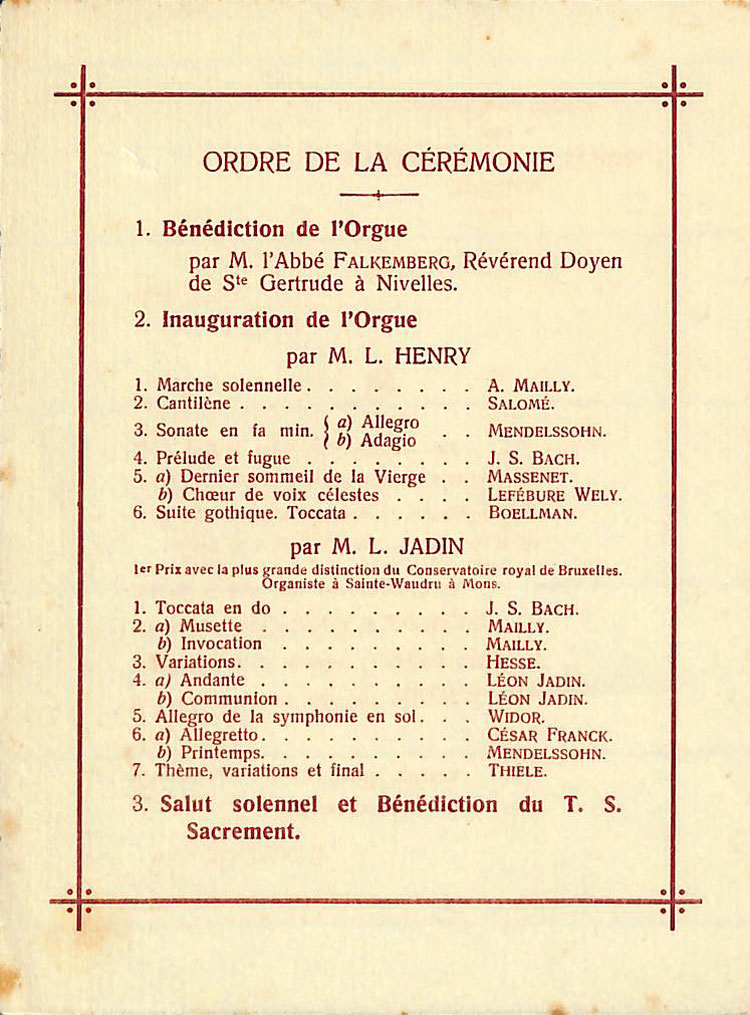 ORDRE DE LA CÉRÉMONIE
1. Bénédiction de l'Orgue
par M. l'Abbé FALKEMBERG, Révérend Doyen
de Ste Gertrude à Nivelles.
2. Inauguration de l'Orgue
par M. L. HENRY
1. Marche solennelle . . . . . . . . A. MAILLY.
2. Cantilène . . . . . . . . . . . SALOMÉ.
3. Sonate en fa min. { a) Allegro
b) Adagio . . MENDELSSOHN.
4. Prélude et fugue . . . . . . . . J. S. BACH.
5. a) Dernier sommeil de la Vierge . . MASSENET.
b) Chœur de voix célestes . . . . LEFÉBURE WELY.
6. Suite gothique. Toccata . . . . . . BOELLMAN.
par M. L. JADIN
1er Prix avec la plus grande distinction du Conservatoire royal de Bruxelles.
Organiste à Sainte-Waudru à Mons.
1. Toccata en do . . . . . . . . . J. S. BACH.
2. a) Musette . . . . . . . . . . MAILLY.
b) Invocation . . . . . . . . . MAILLY.
3. Variations. . . . . . . . . . . . HESSE.
4. a) Andante . . . . . . . . . . LÉON JADIN.
b) Communion . . . . . . . . . LÉON JADIN.
5. Allegro de la symphonie en sol . . . WIDOR.
6. a) Allegretto. . . . . . . . . . . CÉSAR FRANCK.
b) Printemps. . . . . . . . . . . MENDELSSOHN.
7. Thème, variations et final . . . . . THIELE.
3. Salut solennel et Bénédiction du T. S.
Sacrement.